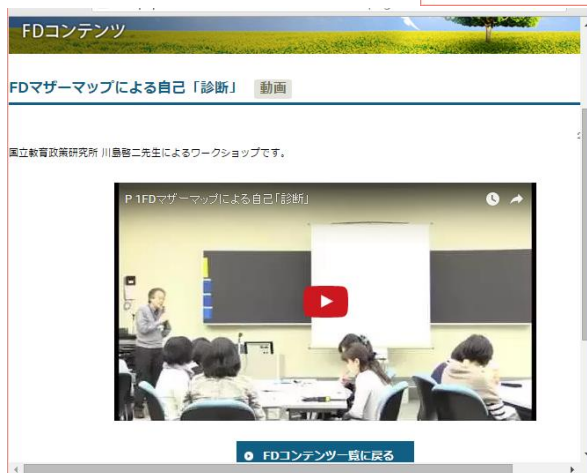 FDコンテンツ
FDマザーマップによる自己「診断」 動画
国立教育政策研究所 川島啓二先生によるワークショップです。
P 1FDマザーマップによる自己「診断」
FDコンテンツ一覧に戻る